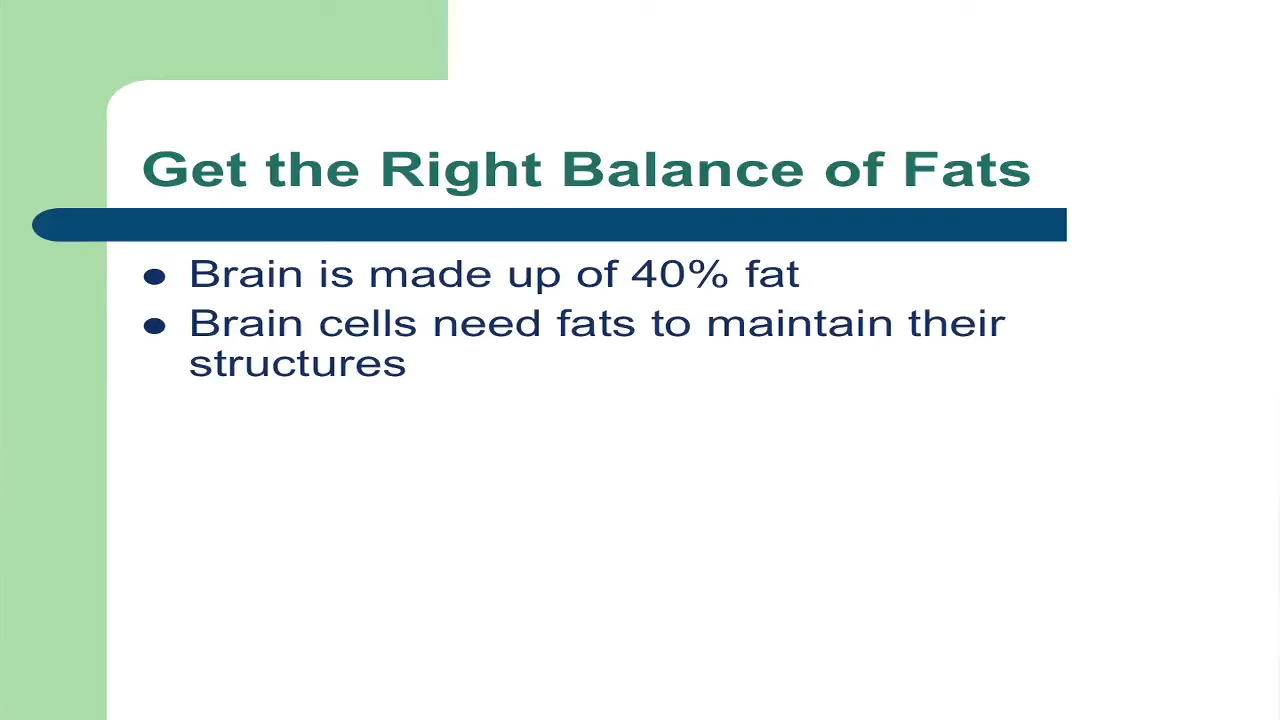 Get the Right Balance of Fats
Brain is made up of 40% fat
Brain cells need fats to maintain their
structures